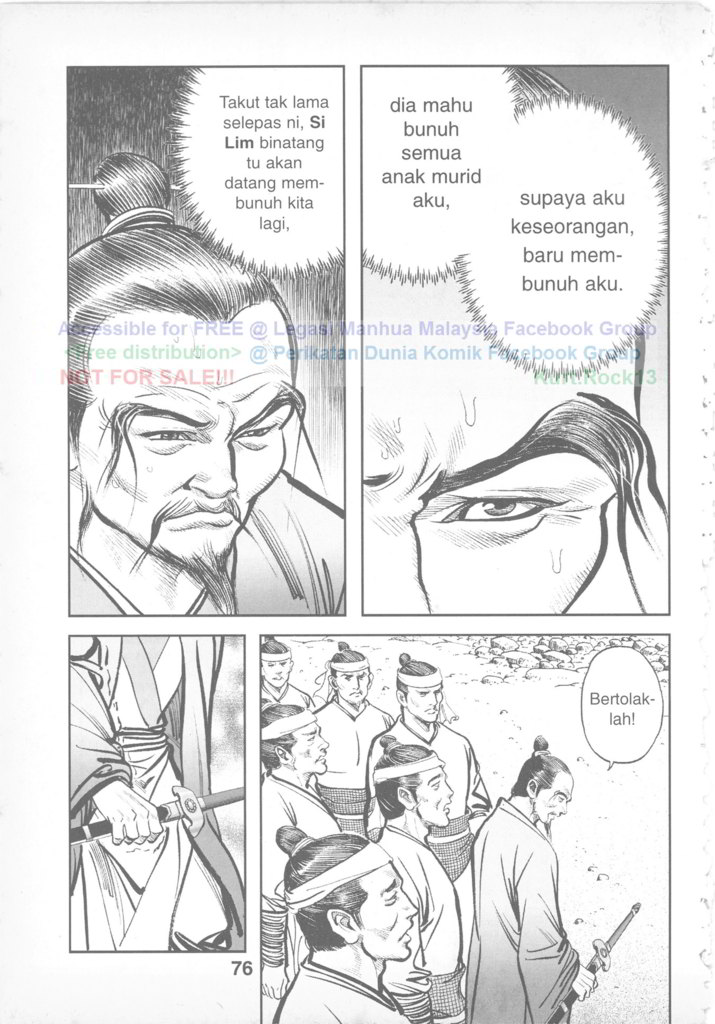 Takut tak lama
selepas ni, Si
Lim binatang
tu akan
datang mem-
bunuh kita
lagi,
dia mahu
bunuh
semua
anak murid
aku,
supaya aku
keseorangan,
baru mem-
bunuh aku.
Accessible for FREE @ Legasi Manhua Malaysia Facebook Group
<Free distribution> @ Perikatan Dunia Komik Facebook Group
NOT FOR SALE!!! Kurt.Rock13
Bertolak-
lah!
76